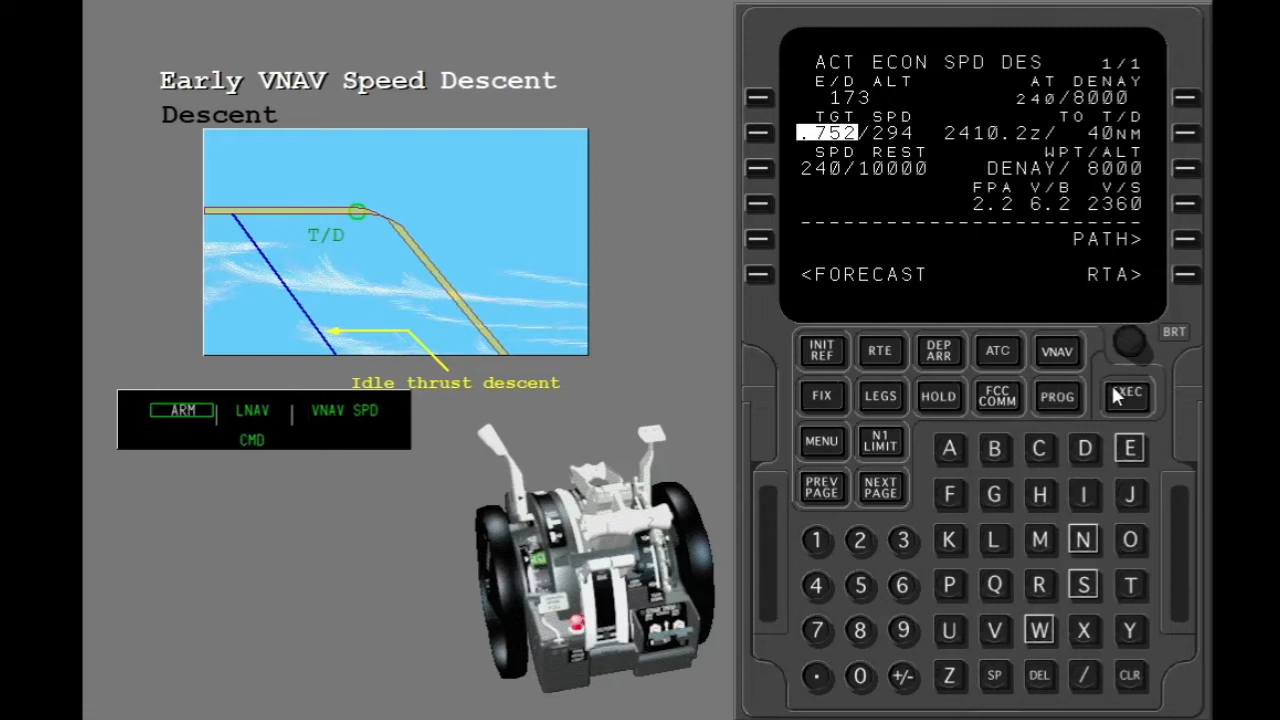 Early VNAV Speed Descent
Descent
T/D
Idle thrust descent
ARM LNAV VNAV SPD
CMD
ACT ECON SPD DES 1/1
E/D ALT AT DENAY
173 240/8000
TGT SPD TO T/D
.752/294 2410.2z/ 40NM
SPD REST WPT/ALT
240/10000 DENAY/ 8000
FPA V/B V/S
2.2 6.2 2360
PATH>
<FORECAST RTA>
BRT
INIT REF RTE DEP ARR ATC VNAV
FIX LEGS HOLD FCC COMM PROG EXEC
MENU N1 LIMIT
PREV PAGE NEXT PAGE
A B C D E
F G H I J
1 2 3 K L M N O
4 5 6 P Q R S T
7 8 9 U V W X Y
. 0 +/- Z SP DEL / CLR